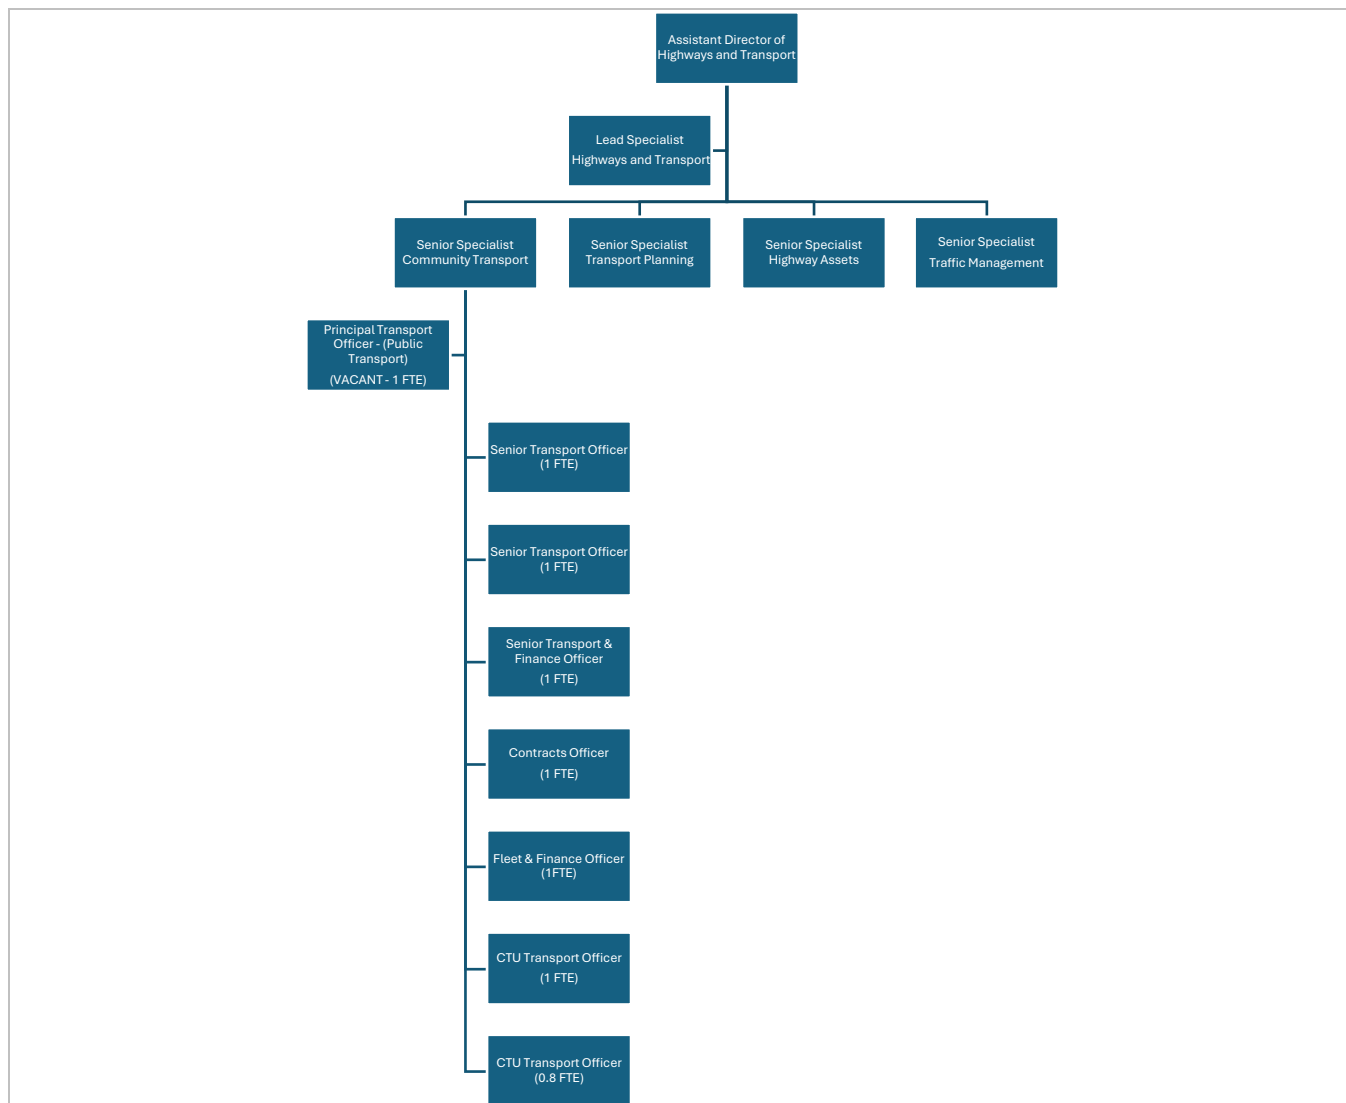 Assistant Director of
Highways and Transport
Lead Specialist
Highways and Transport
Senior Specialist
Community Transport
Senior Specialist
Transport Planning
Senior Specialist
Highway Assets
Senior Specialist
Traffic Management
Principal Transport
Officer - (Public
Transport)
(VACANT - 1 FTE)
Senior Transport Officer
(1 FTE)
Senior Transport Officer
(1 FTE)
Senior Transport &
Finance Officer
(1 FTE)
Contracts Officer
(1 FTE)
Fleet & Finance Officer
(1FTE)
CTU Transport Officer
(1 FTE)
CTU Transport Officer
(0.8 FTE)